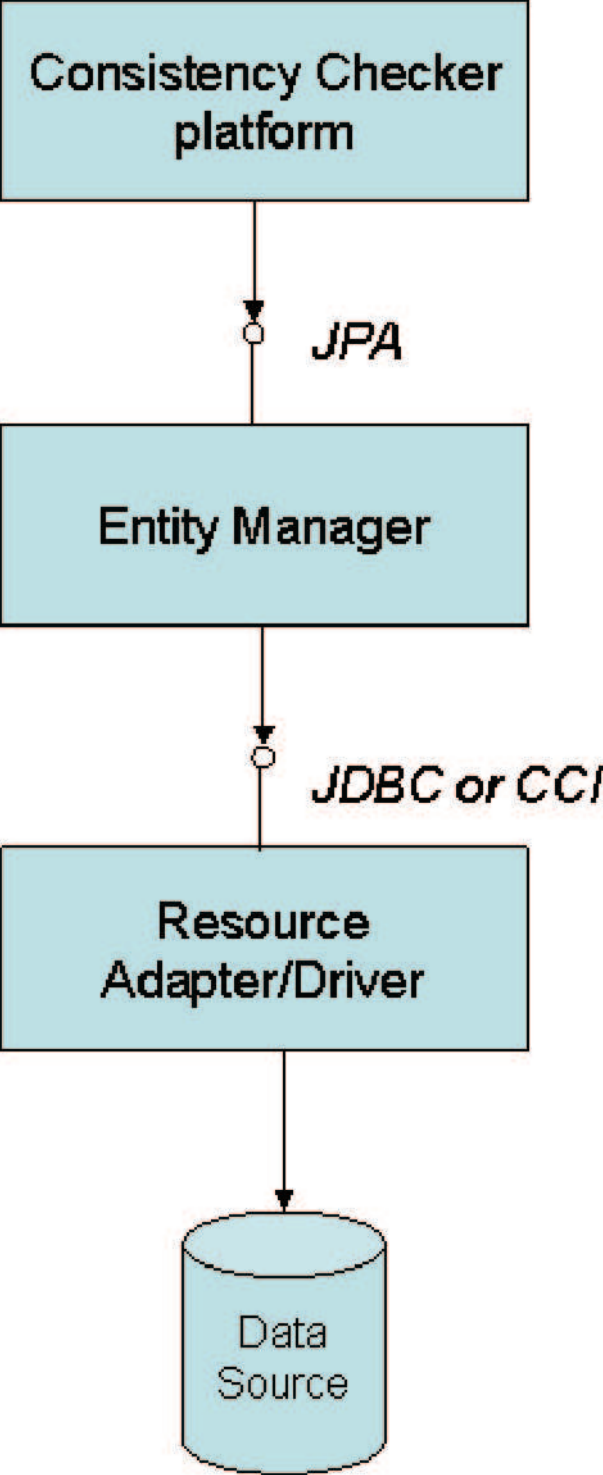 Consistency Checker
platform
JPA
Entity Manager
JDBC or CCI
Resource
Adapter/Driver
Data
Source